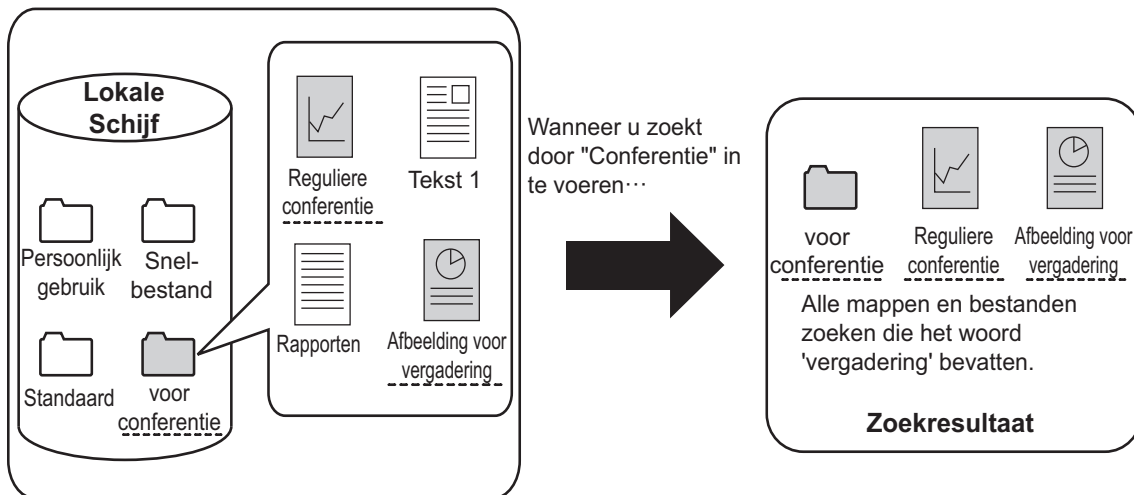 Lokale
Schijf
Persoonlijk
gebruik
Snel-
bestand
Standaard
voor
conferentie
Reguliere
conferentie
Tekst 1
Rapporten
Afbeelding voor
vergadering
Wanneer u zoekt
door "Conferentie" in
te voeren···
voor
conferentie
Reguliere
conferentie
Afbeelding voor
vergadering
Alle mappen en bestanden
zoeken die het woord
'vergadering' bevatten.
Zoekresultaat